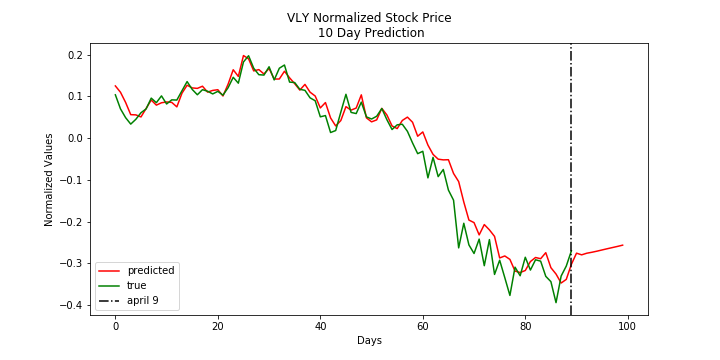 VLY Normalized Stock Price
10 Day Prediction
Normalized Values
0.2
0.1
0.0
−0.1
−0.2
−0.3
−0.4
predicted
true
april 9
0 20 40 60 80 100
Days